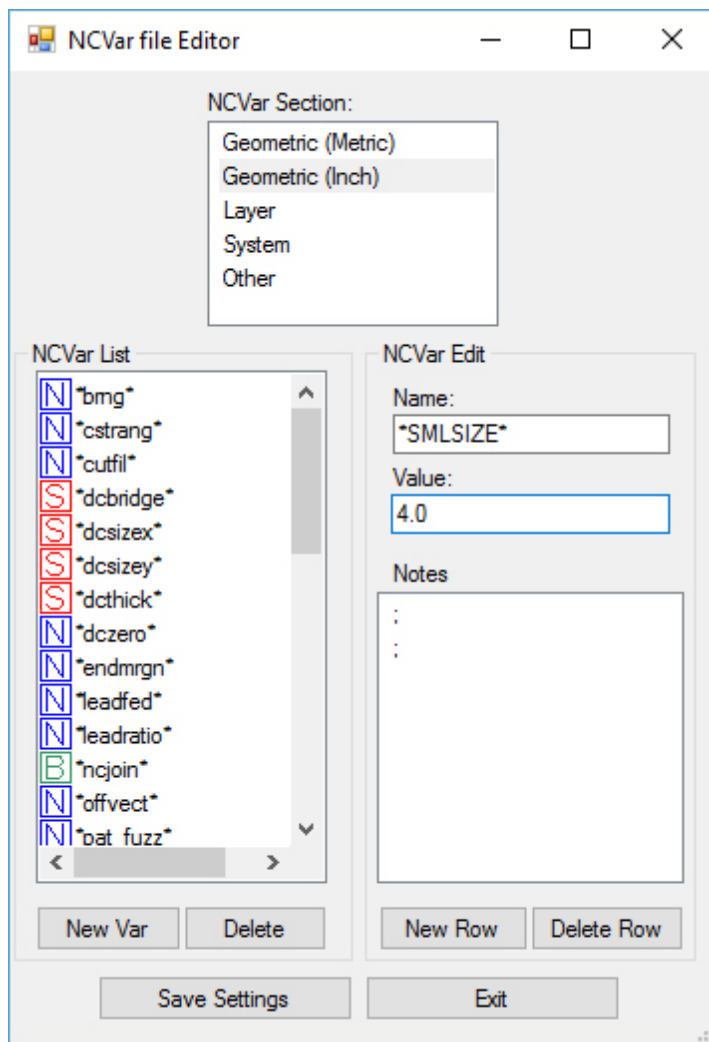 NCVar file Editor
NCVar Section:
Geometric (Metric)
Geometric (Inch)
Layer
System
Other
NCVar List
N *brng*
N *cstrang*
N *cutfil*
S *dcbridge*
S *dcsizex*
S *dcsizey*
S *dcthick*
N *dczero*
N *endmrgn*
N *leadfed*
N *leadratio*
B *ncjoin*
N *offvect*
N *pat_fuzz*
New Var
Delete
NCVar Edit
Name:
*SMLSIZE*
Value:
4.0
Notes
;
;
New Row
Delete Row
Save Settings
Exit